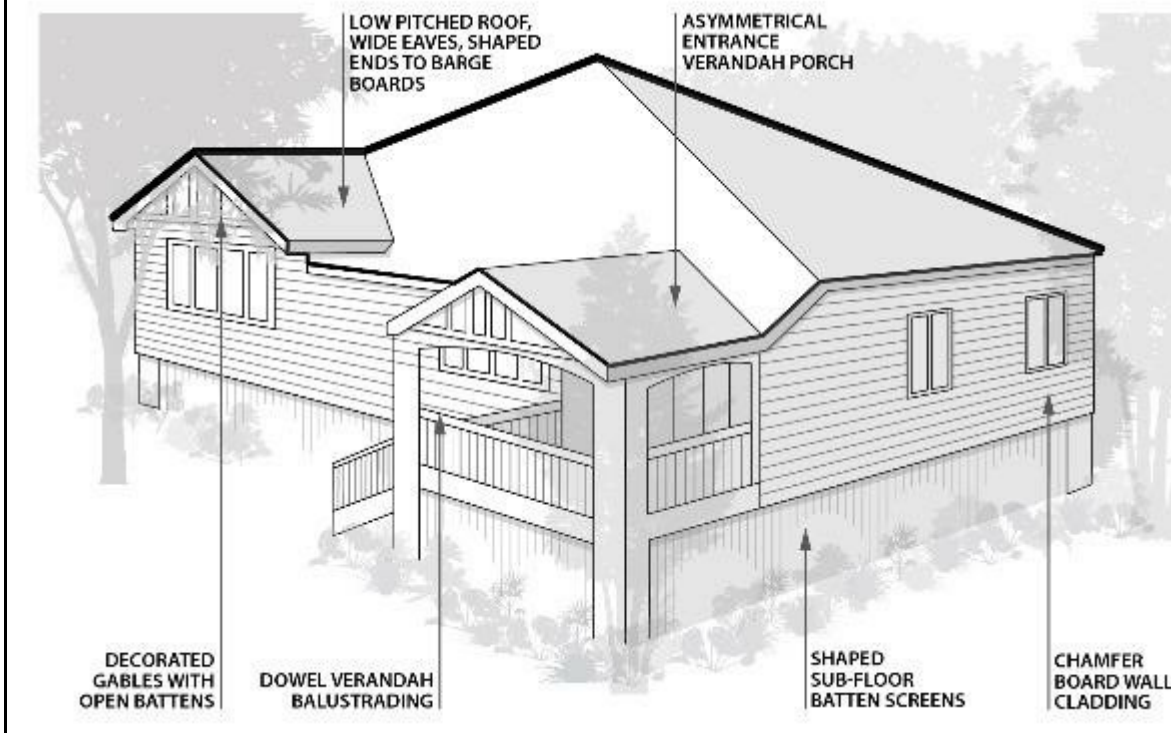 LOW PITCHED ROOF,
WIDE EAVES, SHAPED
ENDS TO BARGE
BOARDS
ASYMMETRICAL
ENTRANCE
VERANDAH PORCH
DECORATED
GABLES WITH
OPEN BATTENS
DOWEL VERANDAH
BALUSTRADING
SHAPED
SUB-FLOOR
BATTEN SCREENS
CHAMFER
BOARD WALL
CLADDING